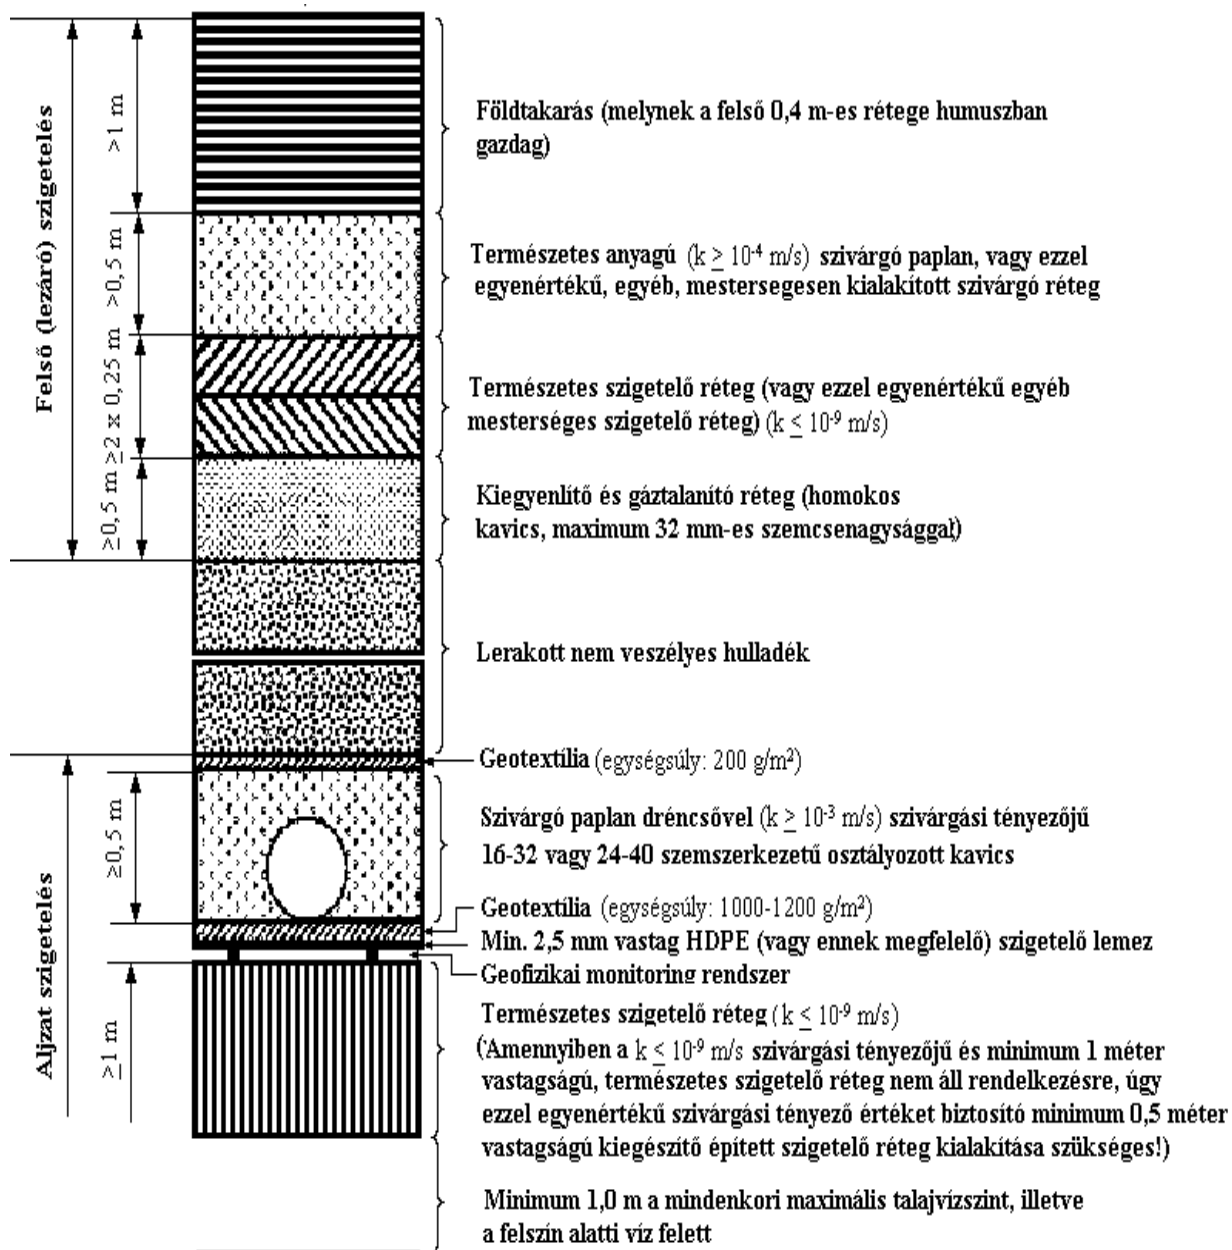 Felső (lezáró) szigetelés
>1 m
>0,5 m
≥2 x 0,25 m
≥0,5 m
Földtakarás (melynek a felső 0,4 m-es rétege humuszban
gazdag)
Természetes anyagú (k ≥ 10⁻⁴ m/s) szivárgó paplan, vagy ezzel
egyenértékű, egyéb, mestersegesen kialakított szivárgó réteg
Természetes szigetelő réteg (vagy ezzel egyenértékű egyéb
mesterséges szigetelő réteg) (k ≤ 10⁻⁹ m/s)
Kiegyenlítő és gáztalanító réteg (homokos
kavics, maximum 32 mm-es szemcsenagysággal)
Lerakott nem veszélyes hulladék
Aljzat szigetelés
≥0,5 m
≥1 m
Geotextília (egységsúly: 200 g/m²)
Szivárgó paplan dréncsővel (k ≥ 10⁻³ m/s) szivárgási tényezőjű
16-32 vagy 24-40 szemszerkezetű osztályozott kavics
Geotextília (egységsúly: 1000-1200 g/m²)
Min. 2,5 mm vastag HDPE (vagy ennek megfelelő) szigetelő lemez
Geofizikai monitoring rendszer
Természetes szigetelő réteg (k ≤ 10⁻⁹ m/s)
(Amennyiben a k ≤ 10⁻⁹ m/s szivárgási tényezőjű és minimum 1 méter
vastagságú, természetes szigetelő réteg nem áll rendelkezésre, úgy
ezzel egyenértékű szivárgási tényező értéket biztosító minimum 0,5 méter
vastagságú kiegészítő épített szigetelő réteg kialakítása szükséges!)
Minimum 1,0 m a mindenkori maximális talajvízszint, illetve
a felszín alatti víz felett